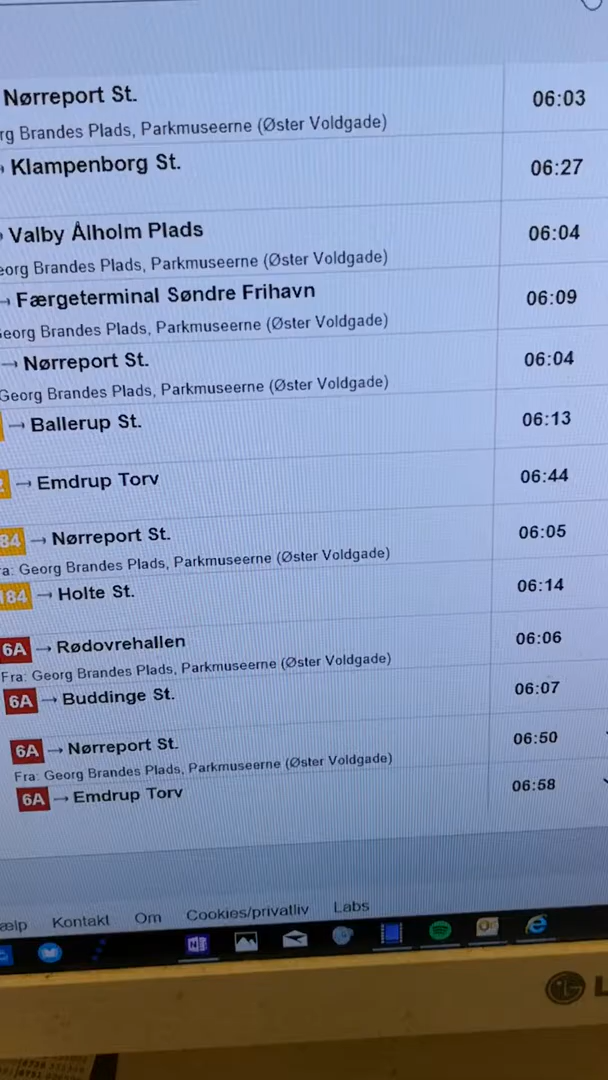 Nørreport St.
06:03
rg Brandes Plads, Parkmuseerne (Øster Voldgade)
Klampenborg St.
06:27
Valby Ålholm Plads
06:04
eorg Brandes Plads, Parkmuseerne (Øster Voldgade)
→ Færgeterminal Søndre Frihavn
06:09
Georg Brandes Plads, Parkmuseerne (Øster Voldgade)
→ Nørreport St.
06:04
Georg Brandes Plads, Parkmuseerne (Øster Voldgade)
→ Ballerup St.
06:13
2 → Emdrup Torv
06:44
84 → Nørreport St.
06:05
ra: Georg Brandes Plads, Parkmuseerne (Øster Voldgade)
184 → Holte St.
06:14
6A → Rødovrehallen
06:06
Fra: Georg Brandes Plads, Parkmuseerne (Øster Voldgade)
6A → Buddinge St.
06:07
6A → Nørreport St.
06:50
Fra: Georg Brandes Plads, Parkmuseerne (Øster Voldgade)
6A → Emdrup Torv
06:58
ælp Kontakt Om Cookies/privatliv Labs
LG L